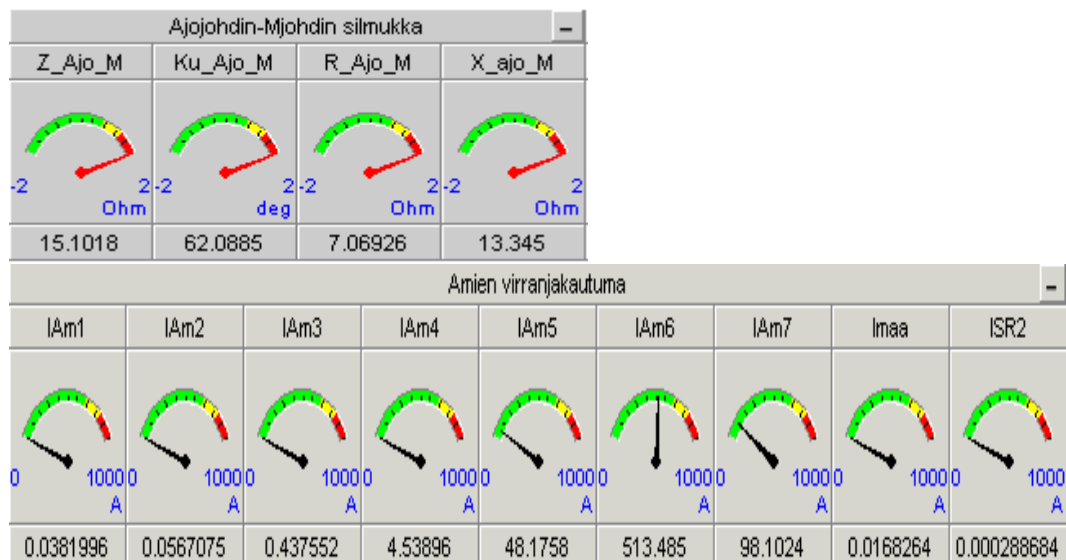 Ajojohdin-Mjohdin silmukka
Z_Ajo_M Ku_Ajo_M R_Ajo_M X_ajo_M
-2 2 -2 2 -2 2 -2 2
Ohm deg Ohm Ohm
15.1018 62.0885 7.06926 13.345
Amien virranjakautuma
IAm1 IAm2 IAm3 IAm4 IAm5 IAm6 IAm7 Imaa ISR2
0 1000 0 1000 0 1000 0 1000 0 1000 0 1000 0 1000 0 1000 0 1000
A A A A A A A A A
0.0381996 0.0567075 0.437552 4.53896 48.1758 513.485 98.1024 0.0168264 0.000288684